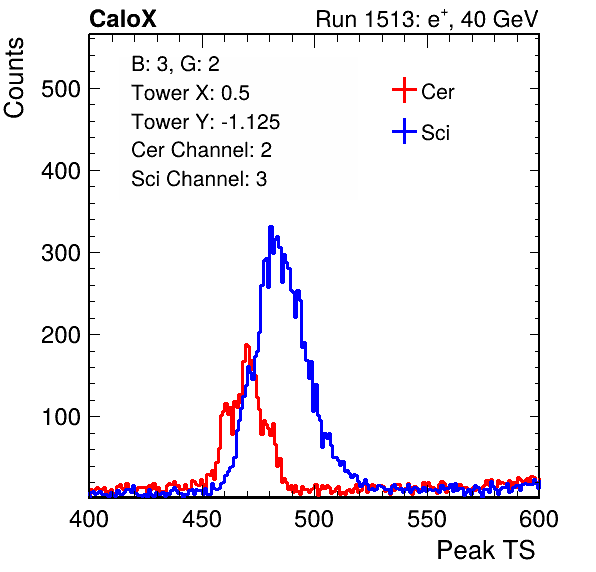 CaloX
Run 1513: e+, 40 GeV
B: 3, G: 2
Tower X: 0.5
Tower Y: -1.125
Cer Channel: 2
Sci Channel: 3
Cer
Sci
Counts
500
400
300
200
100
400 450 500 550 600
Peak TS